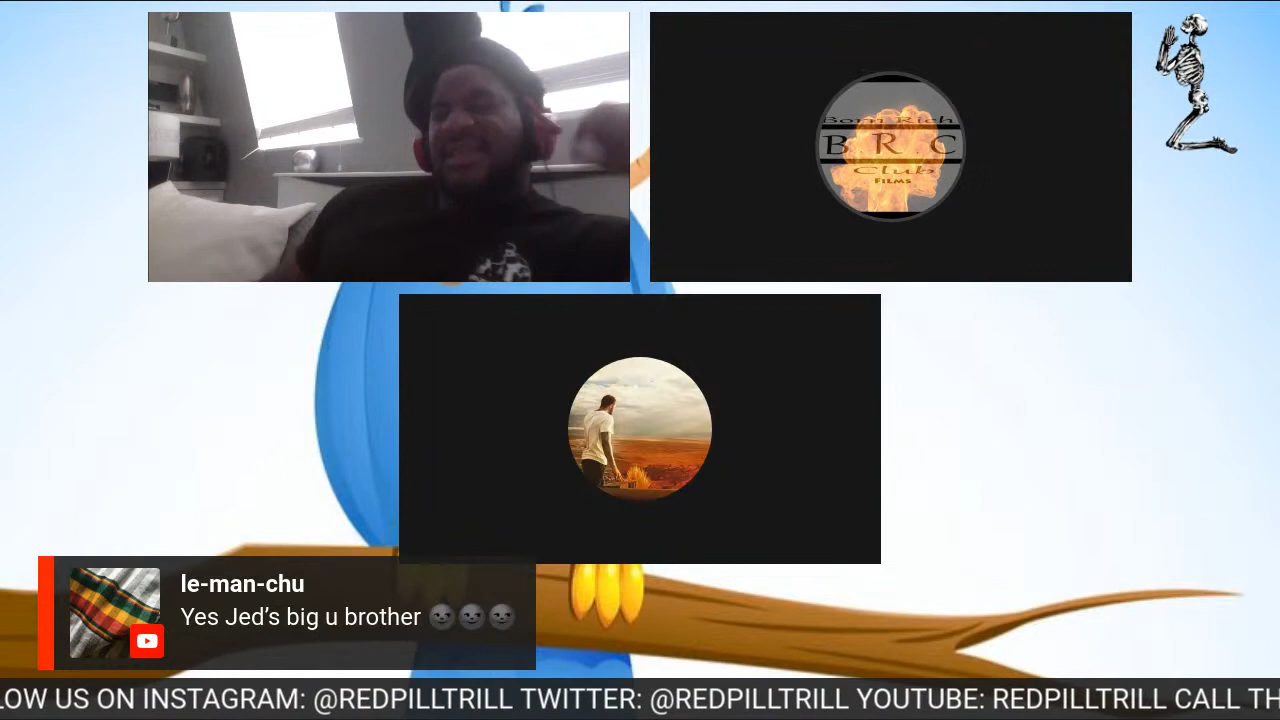 Born Rich
B R C
Club
FILMS
le-man-chu
Yes Jed’s big u brother 🌚🌚🌚
LOW US ON INSTAGRAM: @REDPILLTRILL TWITTER: @REDPILLTRILL YOUTUBE: REDPILLTRILL CALL TH